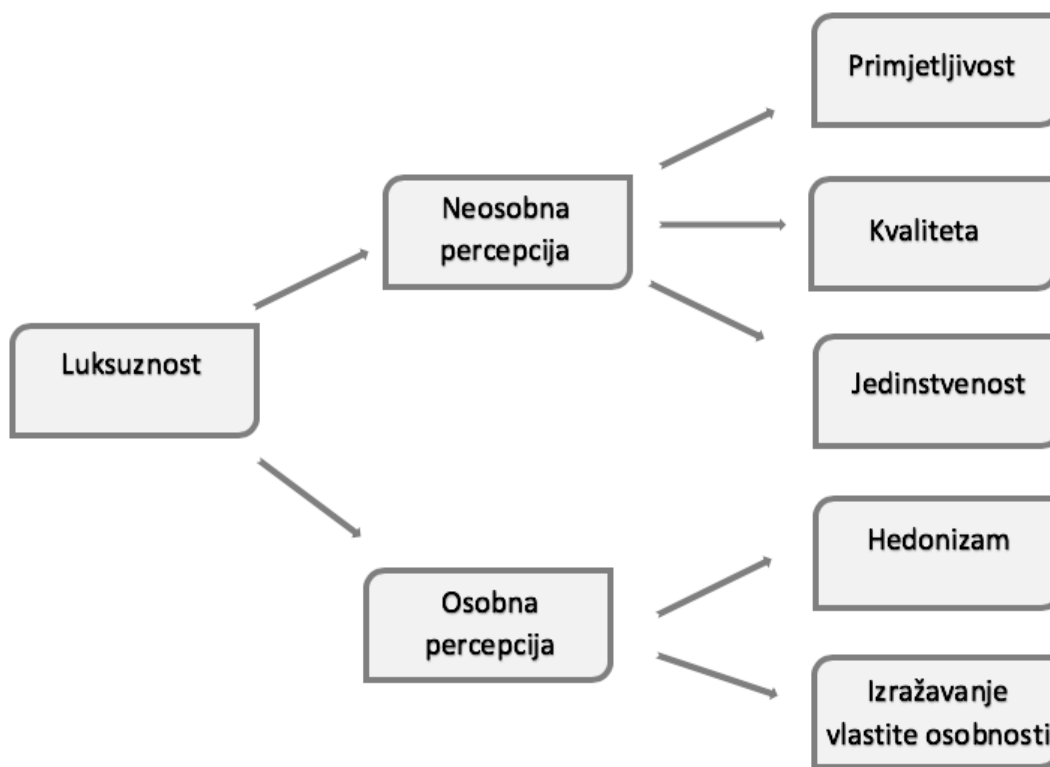 Luksuznost
Neosobna
percepcija
Osobna
percepcija
Primjetljivost
Kvaliteta
Jedinstvenost
Hedonizam
Izražavanje
vlastite osobnosti